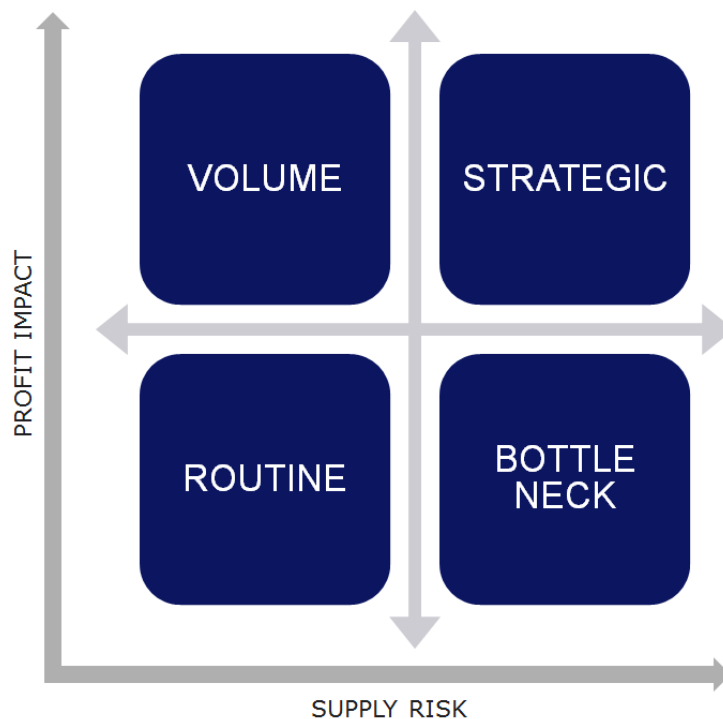 VOLUME
STRATEGIC
PROFIT IMPACT
ROUTINE
BOTTLE
NECK
SUPPLY RISK